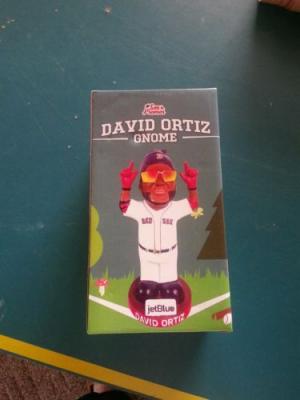 DAVID ORTIZ
GNOME
RED SOX
jetBlue
DAVID ORTIZ